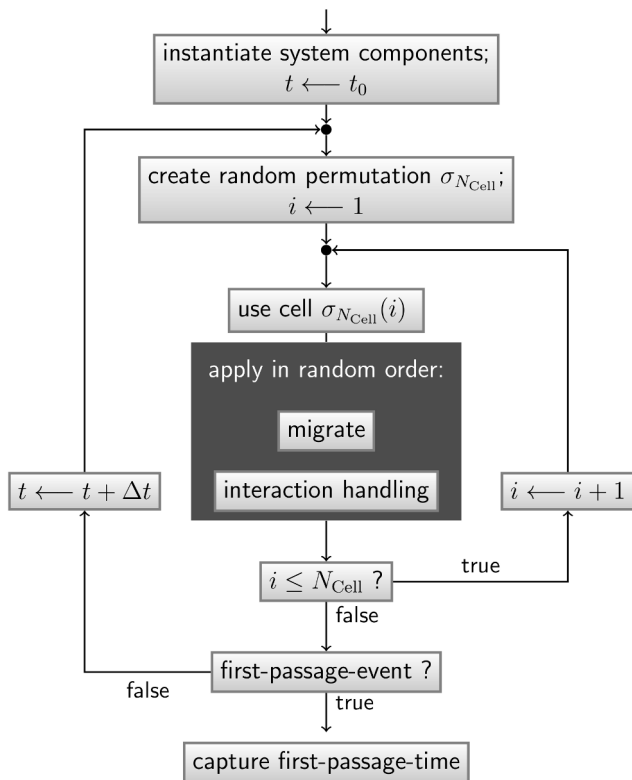 instantiate system components;
t ⟵ t₀
create random permutation σ_{N_Cell};
i ⟵ 1
use cell σ_{N_Cell}(i)
apply in random order:
migrate
interaction handling
t ⟵ t + Δt
i ⟵ i + 1
i ≤ N_Cell ?
true
false
first-passage-event ?
false
true
capture first-passage-time